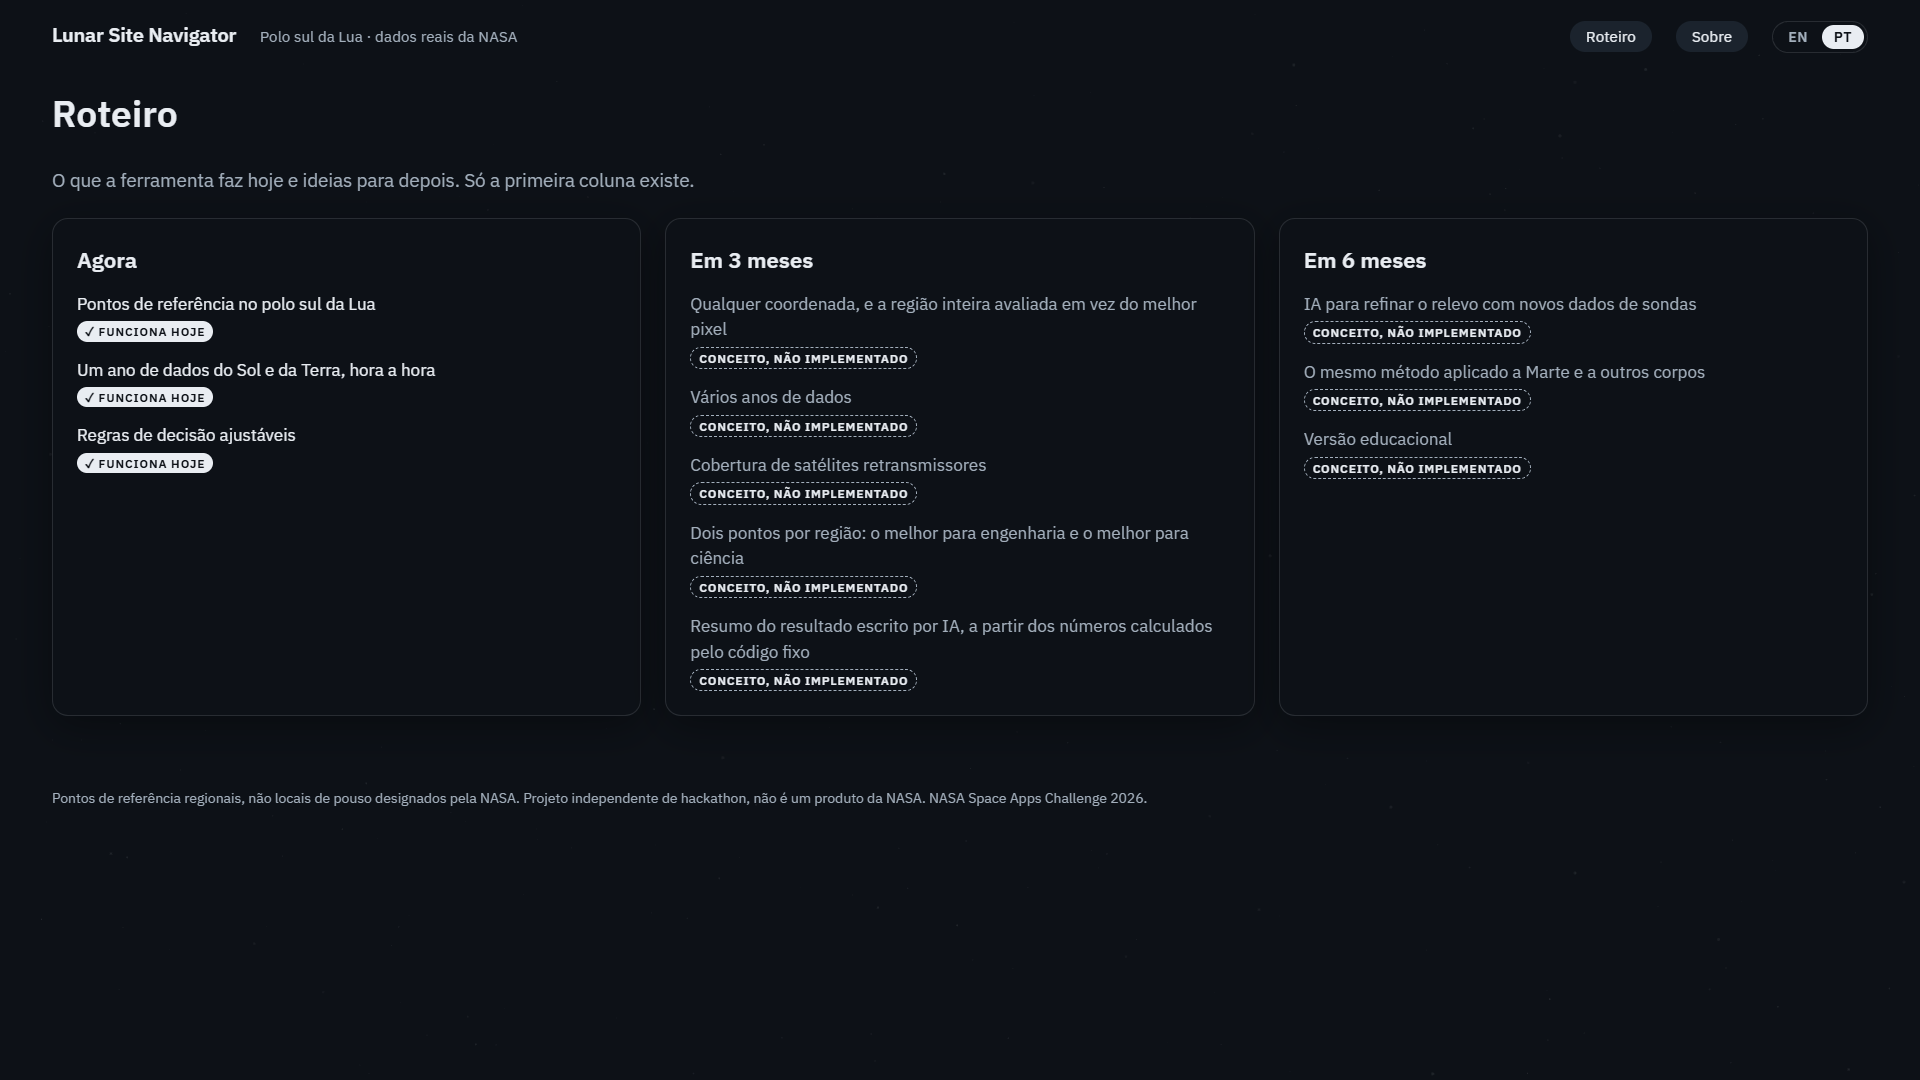 Lunar Site Navigator
Polo sul da Lua · dados reais da NASA
Roteiro
Sobre
EN
PT
Roteiro
O que a ferramenta faz hoje e ideias para depois. Só a primeira coluna existe.
Agora
Pontos de referência no polo sul da Lua
✓ FUNCIONA HOJE
Um ano de dados do Sol e da Terra, hora a hora
✓ FUNCIONA HOJE
Regras de decisão ajustáveis
✓ FUNCIONA HOJE
Em 3 meses
Qualquer coordenada, e a região inteira avaliada em vez do melhor
pixel
CONCEITO, NÃO IMPLEMENTADO
Vários anos de dados
CONCEITO, NÃO IMPLEMENTADO
Cobertura de satélites retransmissores
CONCEITO, NÃO IMPLEMENTADO
Dois pontos por região: o melhor para engenharia e o melhor para
ciência
CONCEITO, NÃO IMPLEMENTADO
Resumo do resultado escrito por IA, a partir dos números calculados
pelo código fixo
CONCEITO, NÃO IMPLEMENTADO
Em 6 meses
IA para refinar o relevo com novos dados de sondas
CONCEITO, NÃO IMPLEMENTADO
O mesmo método aplicado a Marte e a outros corpos
CONCEITO, NÃO IMPLEMENTADO
Versão educacional
CONCEITO, NÃO IMPLEMENTADO
Pontos de referência regionais, não locais de pouso designados pela NASA. Projeto independente de hackathon, não é um produto da NASA. NASA Space Apps Challenge 2026.